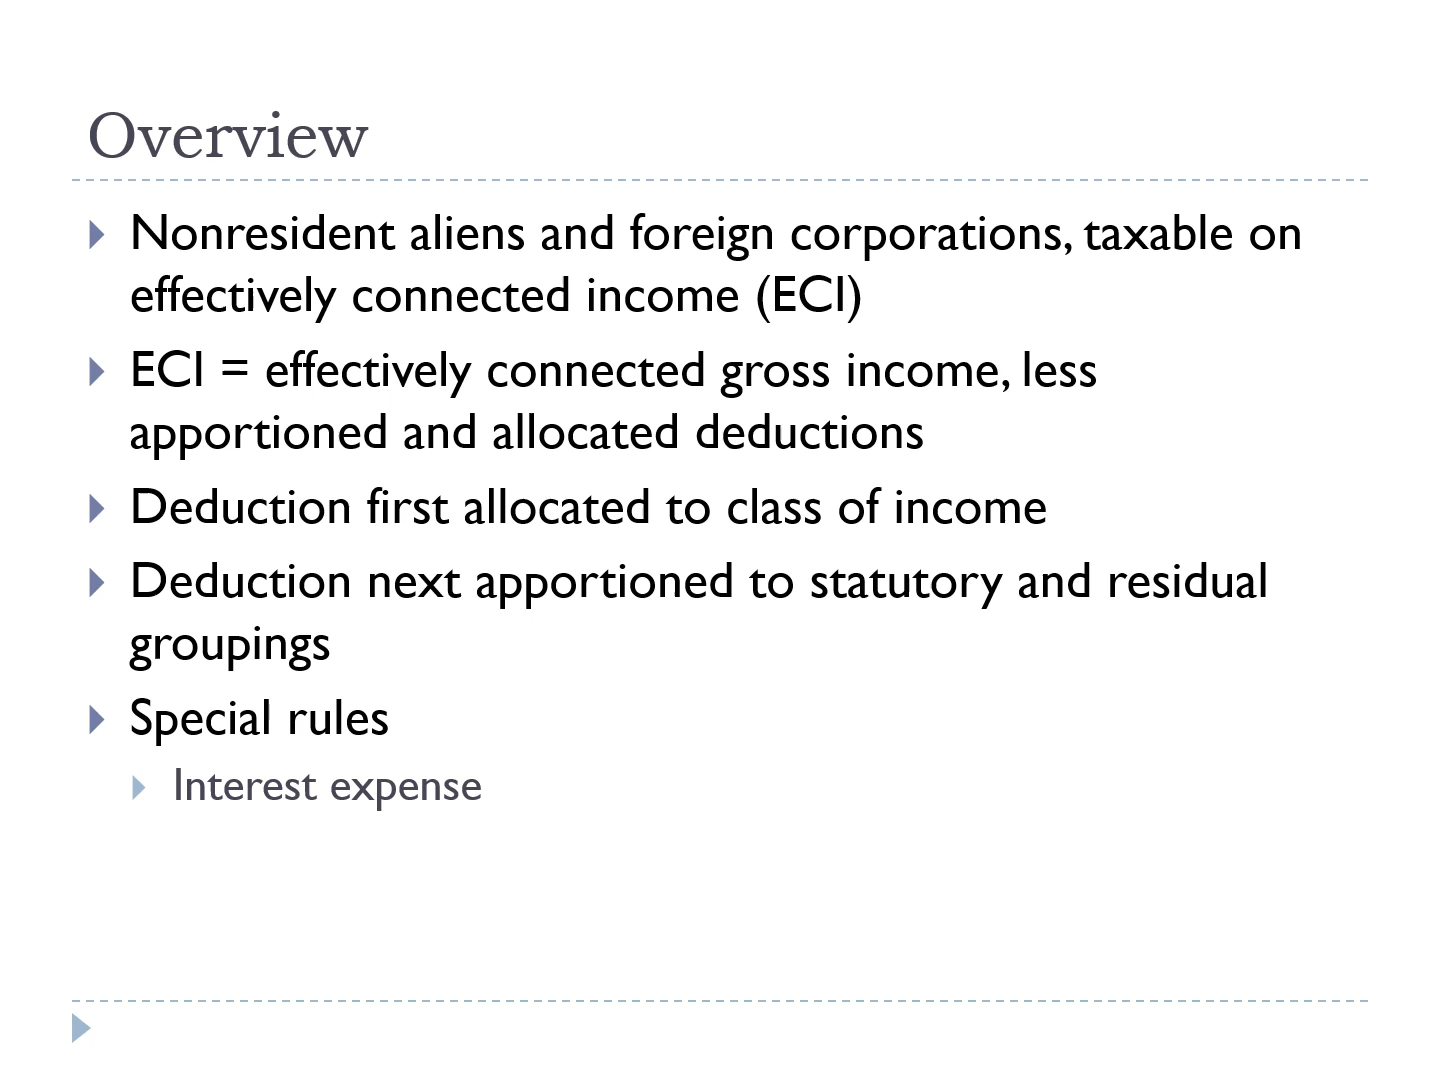 Overview
Nonresident aliens and foreign corporations, taxable on
effectively connected income (ECI)
ECI = effectively connected gross income, less
apportioned and allocated deductions
Deduction first allocated to class of income
Deduction next apportioned to statutory and residual
groupings
Special rules
Interest expense